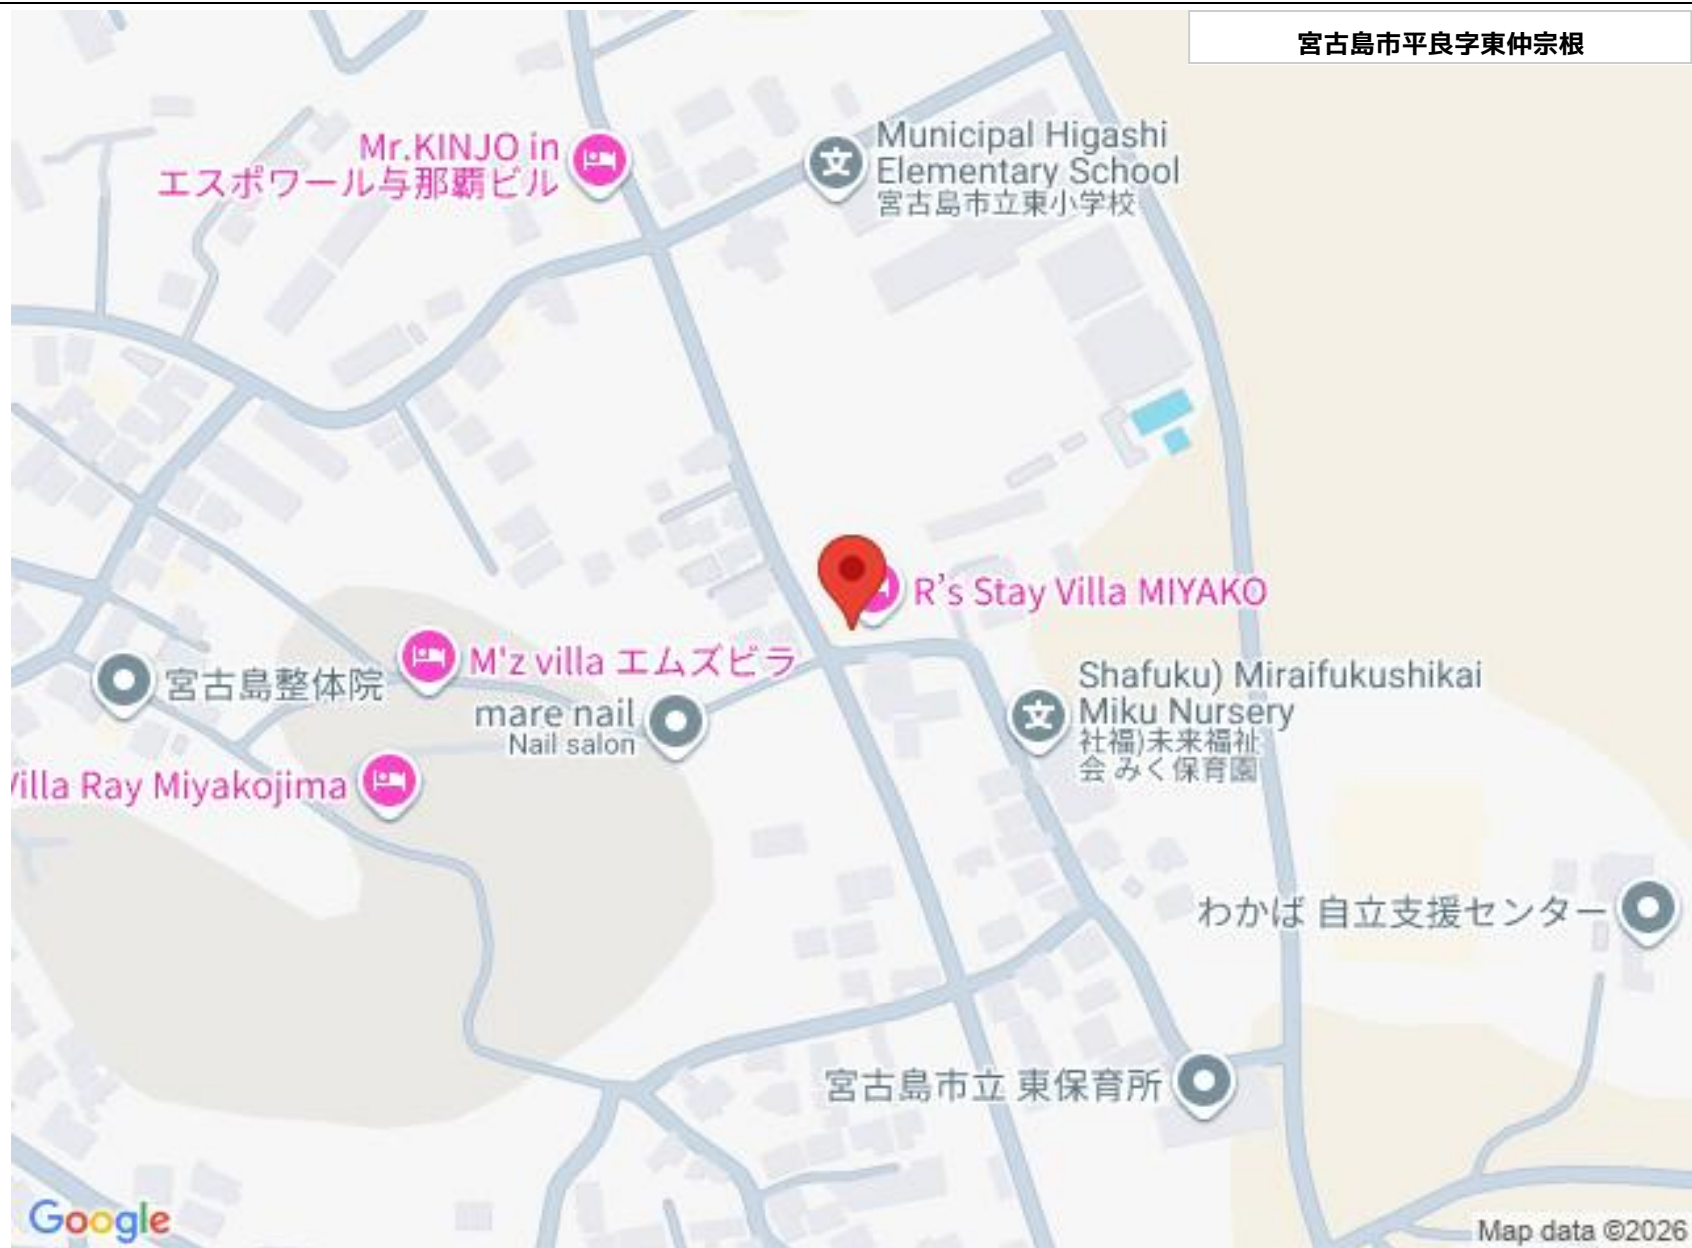 宮古島市平良字東仲宗根
Mr.KINJO in
エスポワール与那覇ビル
Municipal Higashi
Elementary School
宮古島市立東小学校
R's Stay Villa MIYAKO
M'z villa エムズビラ
宮古島整体院
mare nail
Nail salon
Shafuku) Miraifukushikai
Miku Nursery
社福)未来福祉
会 みく保育園
Villa Ray Miyakojima
わかば 自立支援センター
宮古島市立 東保育所
Google
Map data ©2026